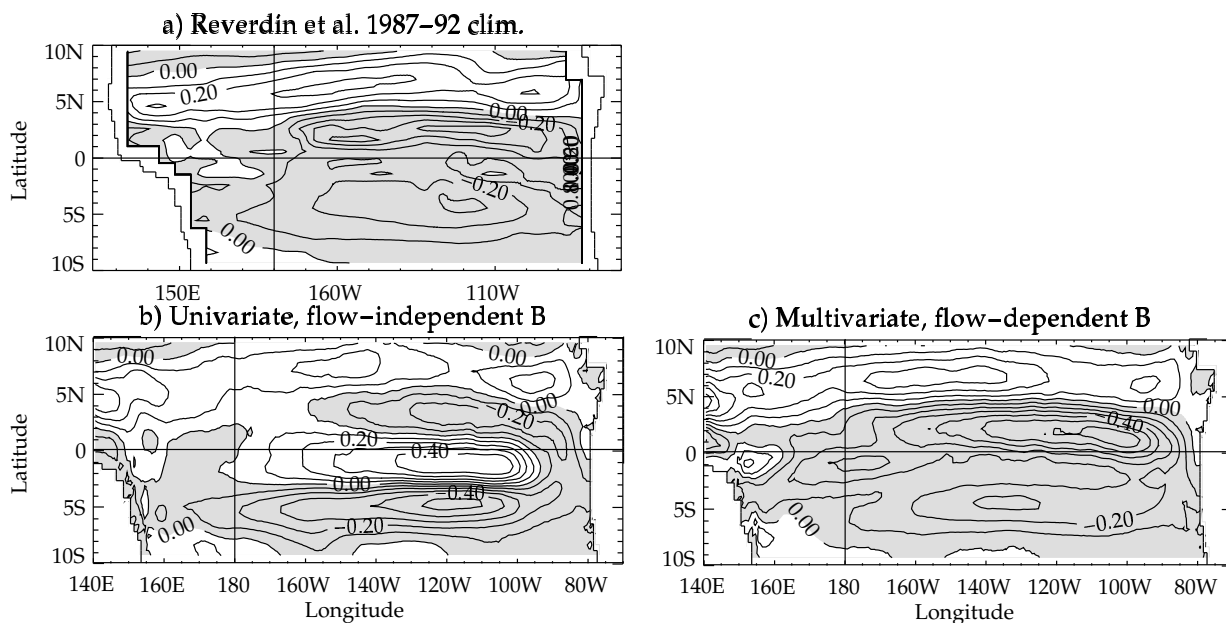 a) Reverdin et al. 1987–92 clim.
10N
5N
0
5S
10S
Latitude
0.00
0.20
0.00
−0.20
−0.20
0.00
150E 160W 110W
b) Univariate, flow–independent B
10N
5N
0
5S
10S
Latitude
0.00
0.00
0.00
−0.20
0.20
0.40
0.00
−0.40
−0.20
0.00
140E 160E 180 160W 140W 120W 100W 80W
Longitude
c) Multivariate, flow–dependent B
10N
5N
0
5S
10S
0.00
0.20
0.00
−0.40
0.00
−0.20
140E 160E 180 160W 140W 120W 100W 80W
Longitude